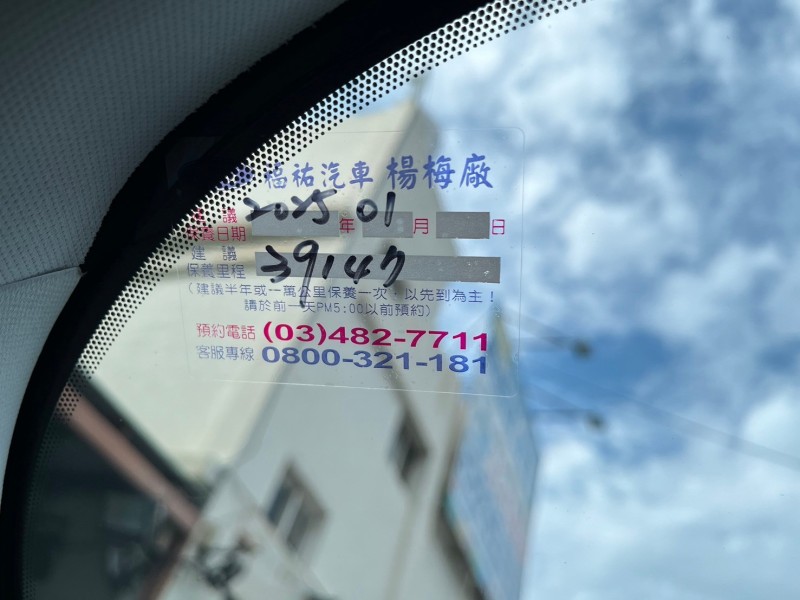 福祐汽車 楊梅廠
建議
保養日期 2025 年 01 月 日
建議
保養里程 39147
(建議半年或一萬公里保養一次，以先到為主！
請於前一天PM5:00以前預約)
預約電話 (03)482-7711
客服專線 0800-321-181